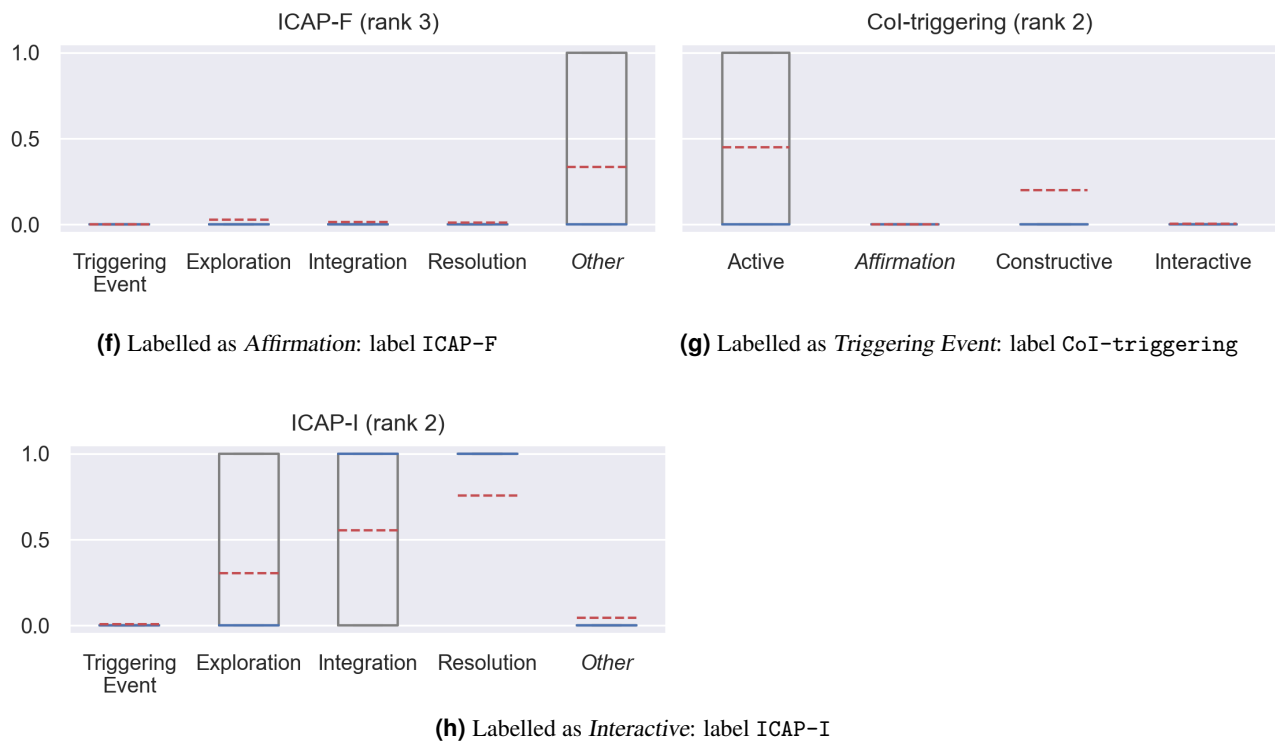 ICAP-F (rank 3)
1.0
0.5
0.0
Triggering Event
Exploration
Integration
Resolution
Other
(f) Labelled as Affirmation: label ICAP-F
CoI-triggering (rank 2)
Active
Affirmation
Constructive
Interactive
(g) Labelled as Triggering Event: label CoI-triggering
ICAP-I (rank 2)
1.0
0.5
0.0
Triggering Event
Exploration
Integration
Resolution
Other
(h) Labelled as Interactive: label ICAP-I